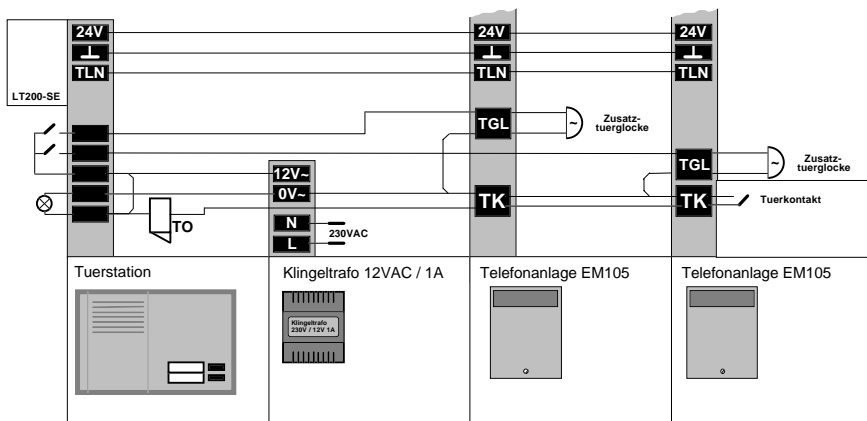 24V
24V
24V
TLN
TLN
TLN
LT200-SE
TGL
Zusatz-
tuerglocke
TGL
Zusatz-
tuerglocke
12V~
0V~
TK
TK
Tuerkontakt
TO
N
230VAC
L
Tuerstation
Klingeltrafo 12VAC / 1A
Telefonanlage EM105
Telefonanlage EM105
Klingeltrafo
230V / 12V 1A